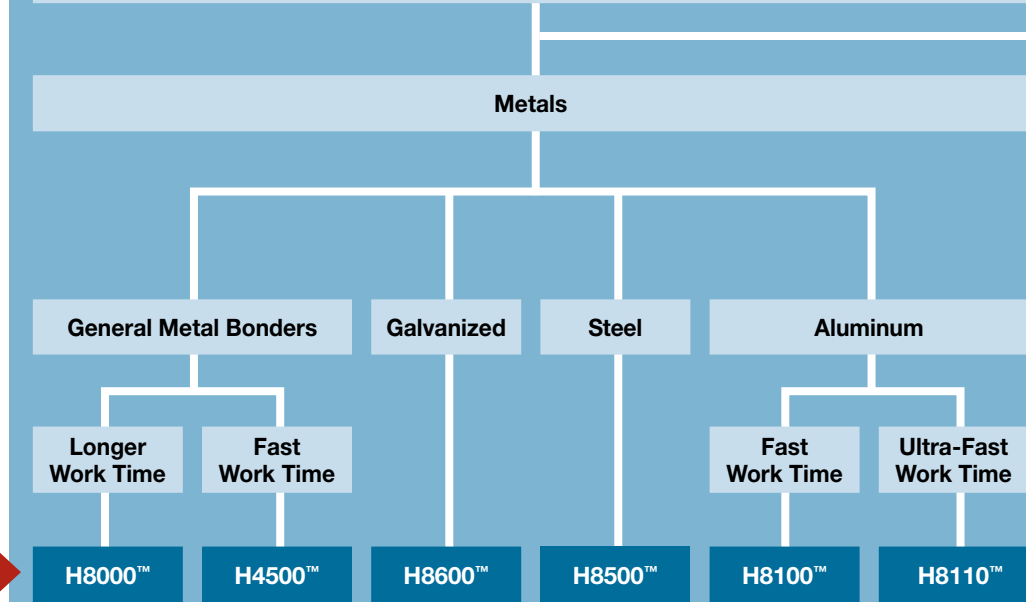 Metals
General Metal Bonders
Galvanized
Steel
Aluminum
Longer
Work Time
Fast
Work Time
Fast
Work Time
Ultra-Fast
Work Time
H8000™
H4500™
H8600™
H8500™
H8100™
H8110™